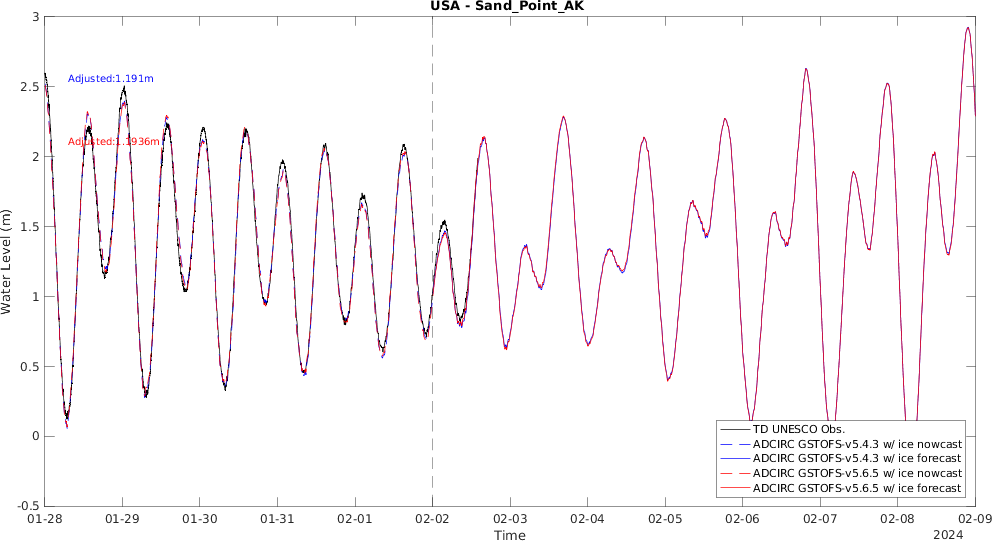 USA - Sand_Point_AK
3
2.5
2
1.5
1
0.5
0
-0.5
Water Level (m)
Adjusted:1.191m
Adjusted:1.1936m
TD UNESCO Obs.
ADCIRC GSTOFS-v5.4.3 w/ ice nowcast
ADCIRC GSTOFS-v5.4.3 w/ ice forecast
ADCIRC GSTOFS-v5.6.5 w/ ice nowcast
ADCIRC GSTOFS-v5.6.5 w/ ice forecast
01-28 01-29 01-30 01-31 02-01 02-02 02-03 02-04 02-05 02-06 02-07 02-08 02-09
Time
2024